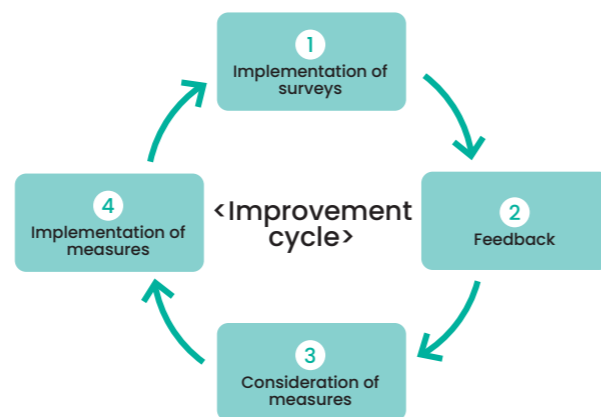 1
Implementation of
surveys
2
Feedback
3
Consideration of
measures
4
Implementation of
measures
<Improvement
cycle>